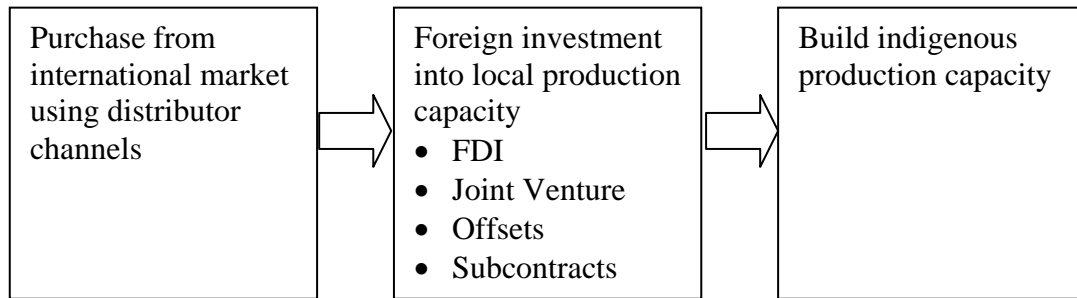 Purchase from
international market
using distributor
channels
Foreign investment
into local production
capacity
• FDI
• Joint Venture
• Offsets
• Subcontracts
Build indigenous
production capacity